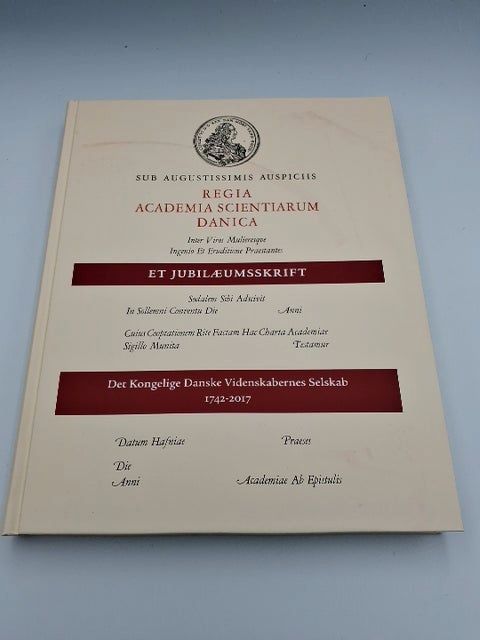 SUB AUGUSTISSIMIS AUSPICIIS
REGIA
ACADEMIA SCIENTIARUM
DANICA
Inter Viros Mulieresque
Ingenio Et Eruditione Praestantes
ET JUBILÆUMSSKRIFT
Sodalem Sibi Adscivit
In Sollemni Conventu Die Anni
Cuius Cooptationem Rite Factam Hac Charta Academiae
Sigillo Munita Testamur
Det Kongelige Danske Videnskabernes Selskab
1742-2017
Datum Hafniae Praeses
Die
Anni Academiae Ab Epistulis